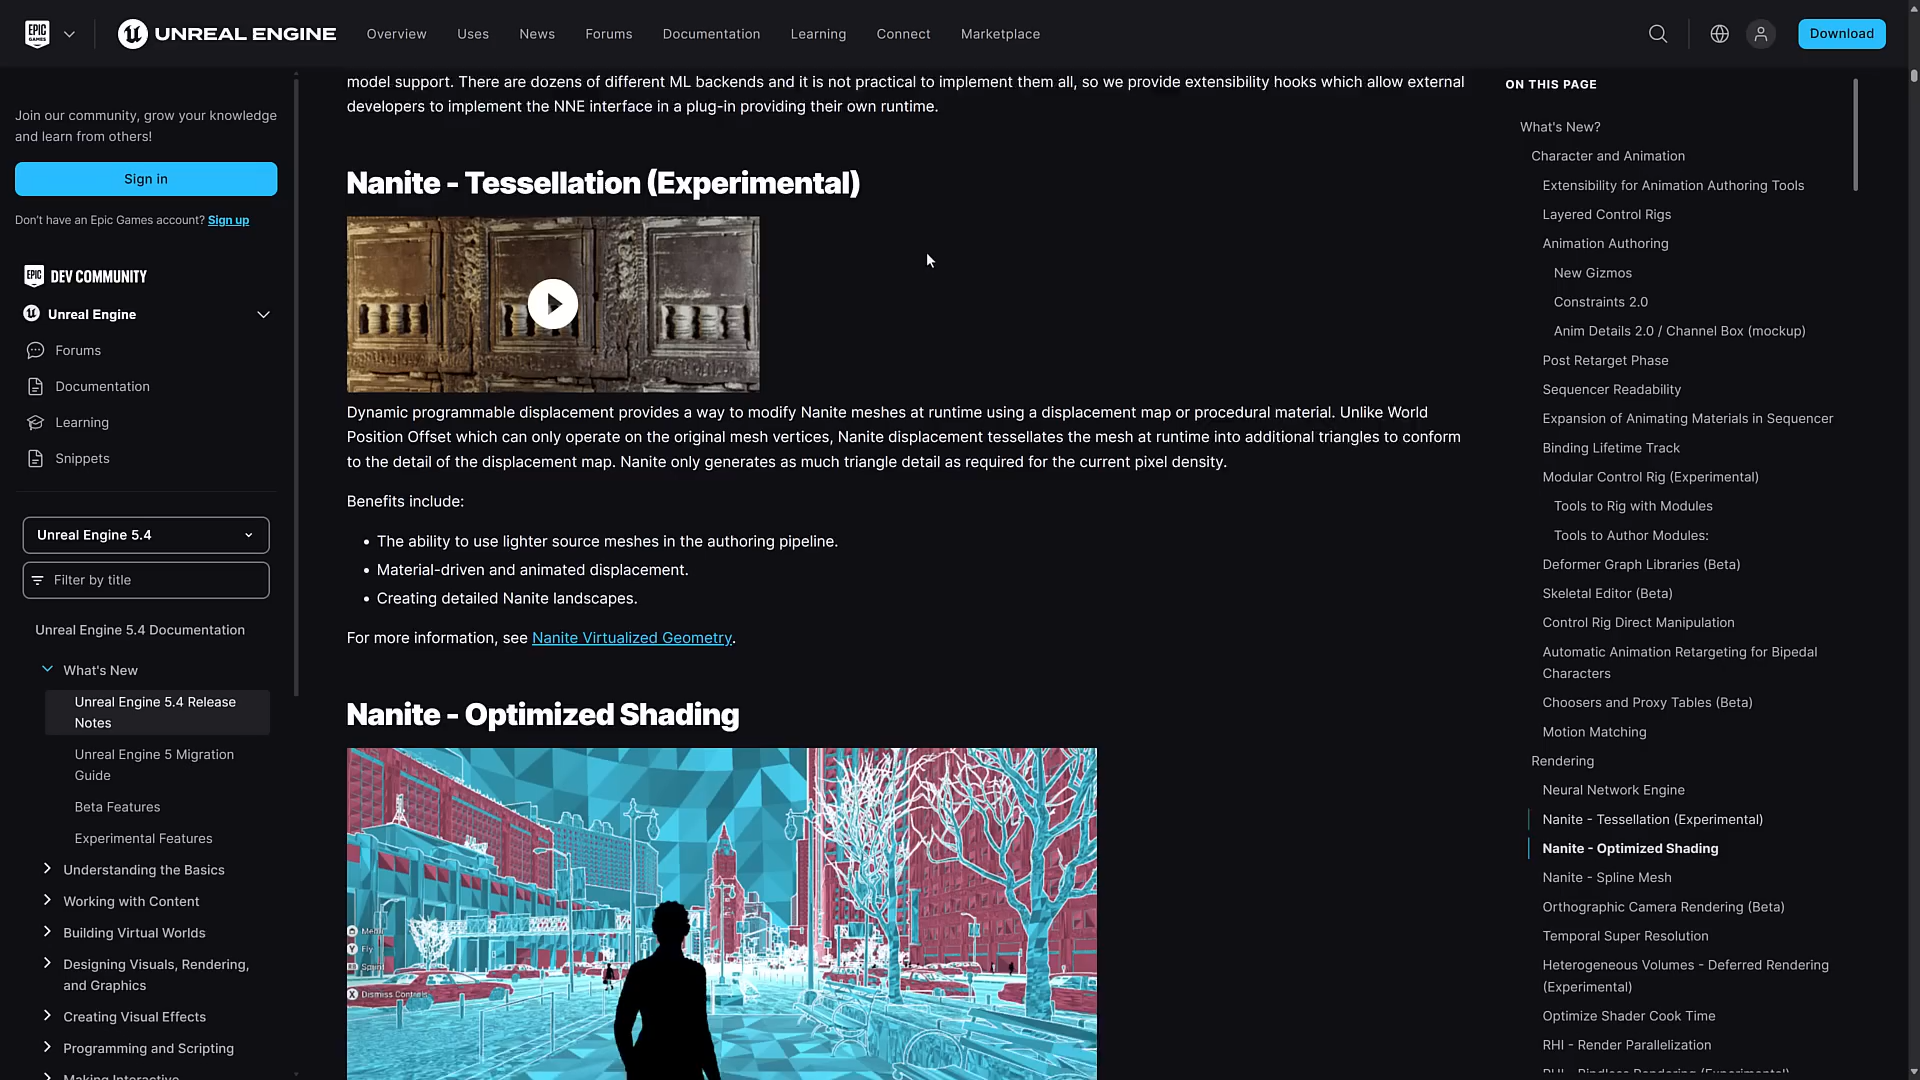 EPIC GAMES
UNREAL ENGINE
Overview
Uses
News
Forums
Documentation
Learning
Connect
Marketplace
Download
Join our community, grow your knowledge
and learn from others!
Sign in
Don't have an Epic Games account? Sign up
EPIC DEV COMMUNITY
Unreal Engine
Forums
Documentation
Learning
Snippets
Unreal Engine 5.4
Filter by title
Unreal Engine 5.4 Documentation
What's New
Unreal Engine 5.4 Release
Notes
Unreal Engine 5 Migration
Guide
Beta Features
Experimental Features
Understanding the Basics
Working with Content
Building Virtual Worlds
Designing Visuals, Rendering,
and Graphics
Creating Visual Effects
Programming and Scripting
Making Interactive
model support. There are dozens of different ML backends and it is not practical to implement them all, so we provide extensibility hooks which allow external
developers to implement the NNE interface in a plug-in providing their own runtime.
Nanite - Tessellation (Experimental)
Dynamic programmable displacement provides a way to modify Nanite meshes at runtime using a displacement map or procedural material. Unlike World
Position Offset which can only operate on the original mesh vertices, Nanite displacement tessellates the mesh at runtime into additional triangles to conform
to the detail of the displacement map. Nanite only generates as much triangle detail as required for the current pixel density.
Benefits include:
• The ability to use lighter source meshes in the authoring pipeline.
• Material-driven and animated displacement.
• Creating detailed Nanite landscapes.
For more information, see Nanite Virtualized Geometry.
Nanite - Optimized Shading
Menu
Y Fly
Sprint
X Dismiss Controls
ON THIS PAGE
What's New?
Character and Animation
Extensibility for Animation Authoring Tools
Layered Control Rigs
Animation Authoring
New Gizmos
Constraints 2.0
Anim Details 2.0 / Channel Box (mockup)
Post Retarget Phase
Sequencer Readability
Expansion of Animating Materials in Sequencer
Binding Lifetime Track
Modular Control Rig (Experimental)
Tools to Rig with Modules
Tools to Author Modules:
Deformer Graph Libraries (Beta)
Skeletal Editor (Beta)
Control Rig Direct Manipulation
Automatic Animation Retargeting for Bipedal
Characters
Choosers and Proxy Tables (Beta)
Motion Matching
Rendering
Neural Network Engine
Nanite - Tessellation (Experimental)
Nanite - Optimized Shading
Nanite - Spline Mesh
Orthographic Camera Rendering (Beta)
Temporal Super Resolution
Heterogeneous Volumes - Deferred Rendering
(Experimental)
Optimize Shader Cook Time
RHI - Render Parallelization
RHI - Bindless Rendering (Experimental)